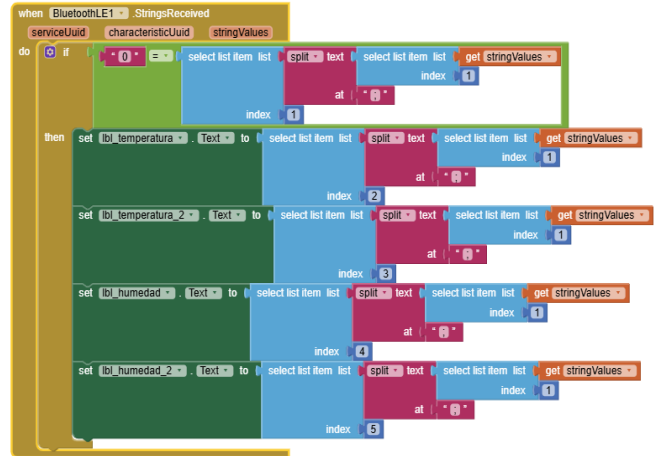 when BluetoothLE1 .StringsReceived
serviceUuid characteristicUuid stringValues
do if " 0 " = select list item list split text select list item list get stringValues
index 1
at " ; "
index 1
then set lbl_temperatura . Text to select list item list split text select list item list get stringValues
index 1
at " "
index 2
set lbl_temperatura_2 . Text to select list item list split text select list item list get stringValues
index 1
at " "
index 3
set lbl_humedad . Text to select list item list split text select list item list get stringValues
index 1
at " "
index 4
set lbl_humedad_2 . Text to select list item list split text select list item list get stringValues
index 1
at " "
index 5